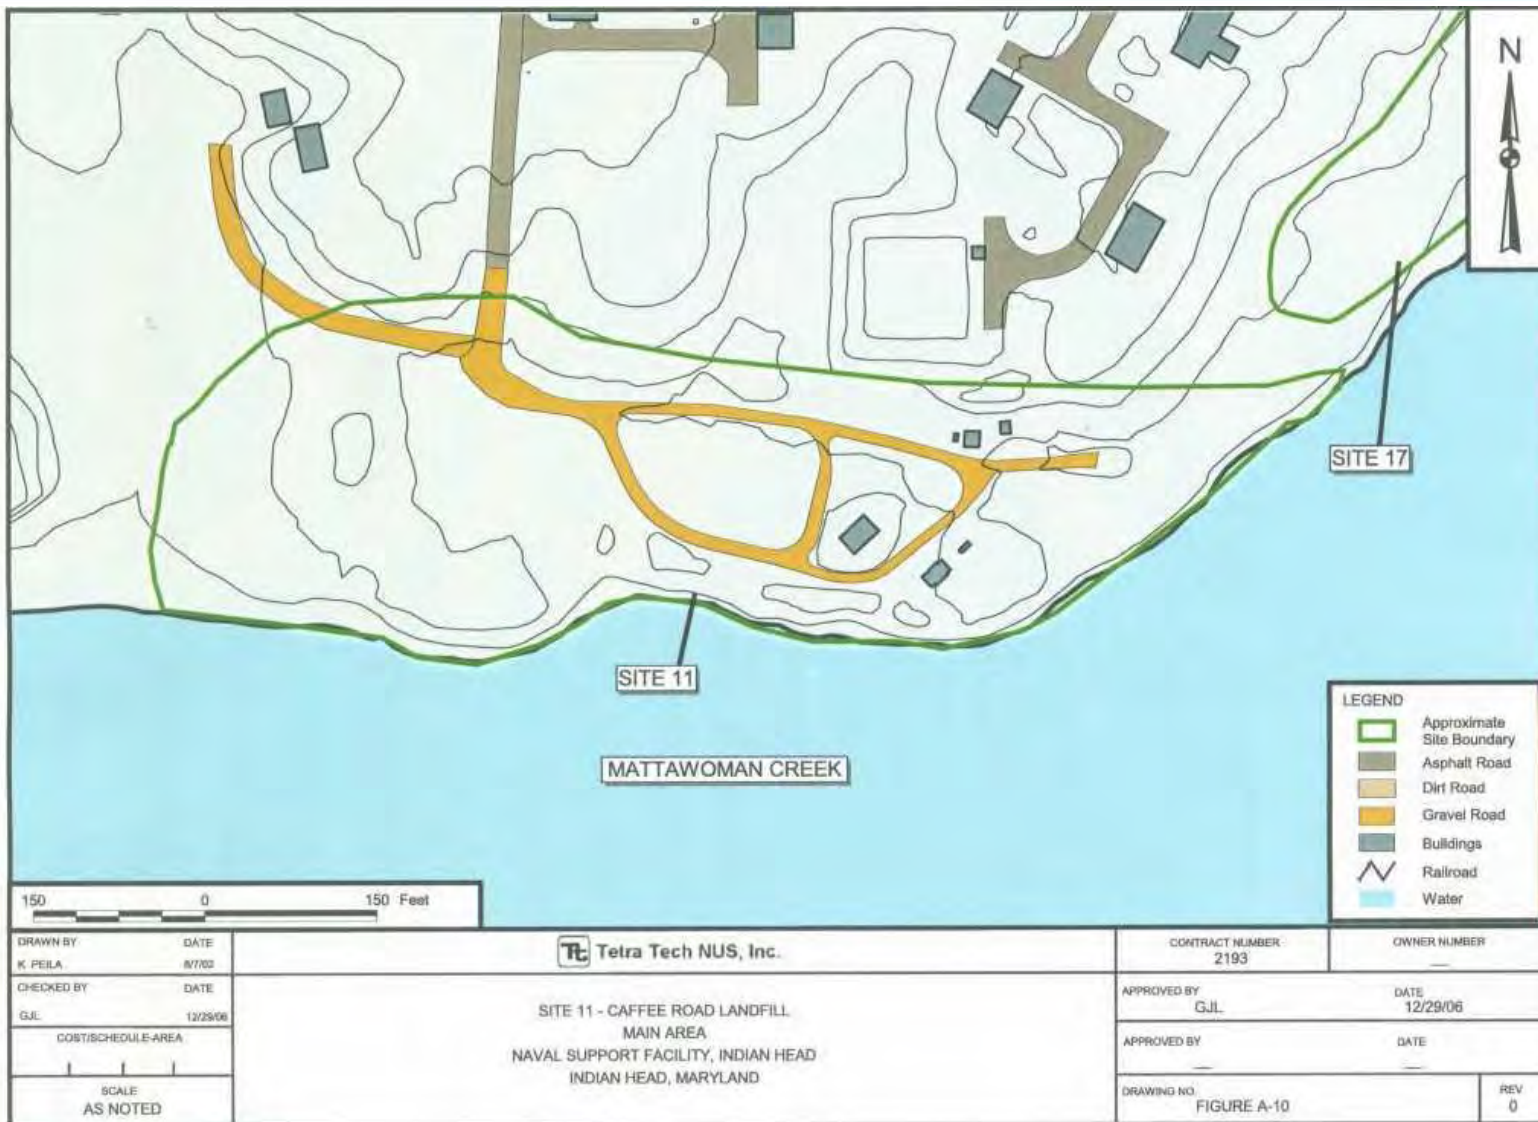 N
SITE 17
SITE 11
MATTAWOMAN CREEK
LEGEND
Approximate
Site Boundary
Asphalt Road
Dirt Road
Gravel Road
Buildings
Railroad
Water
150 0 150 Feet
DRAWN BY DATE
K. PEILA 8/7/02
CHECKED BY DATE
GJL 12/29/06
COST/SCHEDULE-AREA
SCALE
AS NOTED
Tt Tetra Tech NUS, Inc.
SITE 11 - CAFFEE ROAD LANDFILL
MAIN AREA
NAVAL SUPPORT FACILITY, INDIAN HEAD
INDIAN HEAD, MARYLAND
CONTRACT NUMBER
2193
OWNER NUMBER
APPROVED BY DATE
GJL 12/29/06
APPROVED BY DATE
DRAWING NO.
FIGURE A-10
REV
0